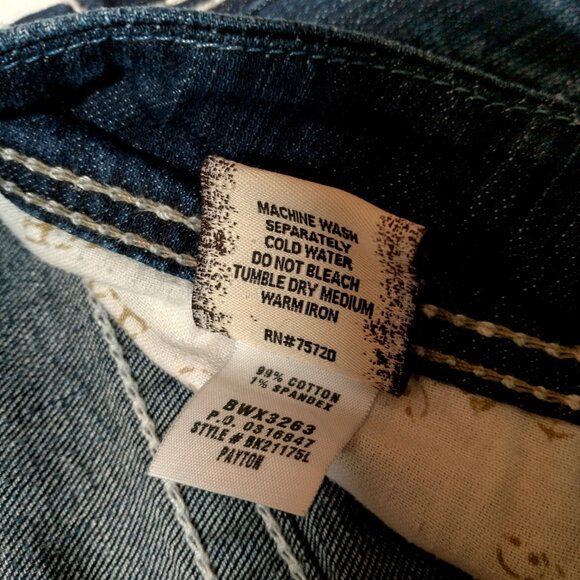 MACHINE WASH
SEPARATELY
COLD WATER
DO NOT BLEACH
TUMBLE DRY MEDIUM
WARM IRON
RN#75720
99% COTTON
1% SPANDEX
BWX3263
P.O. 0316847
STYLE # BK21175L
PAYTON